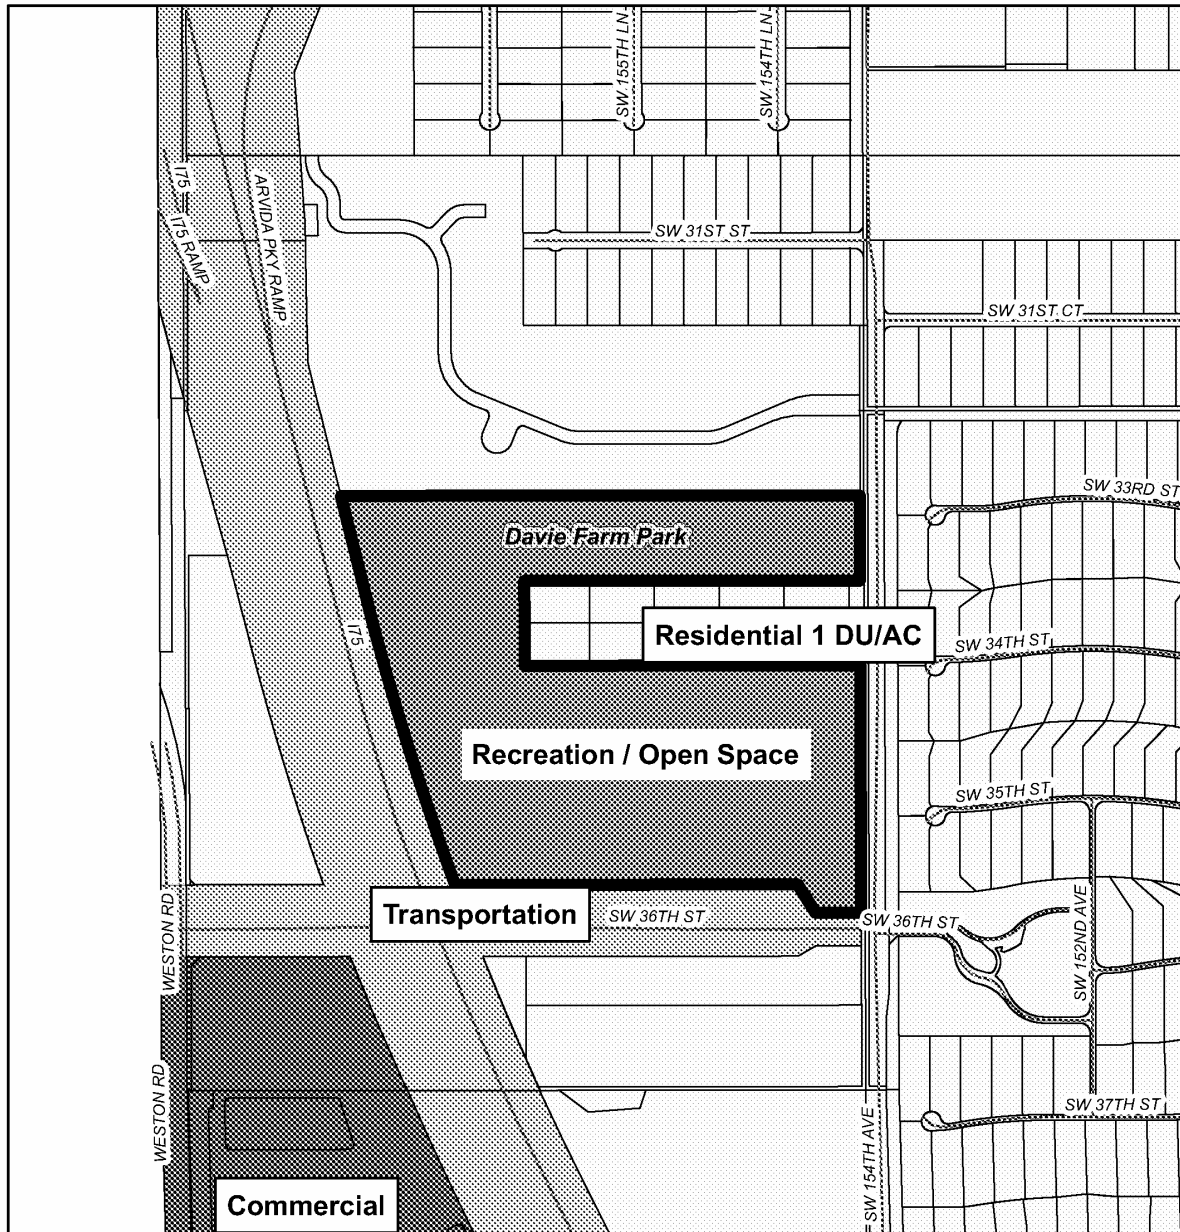 SW 155TH LN
SW 154TH LN
I75
I75 RAMP
ARVIDA PKY RAMP
SW 31ST ST
SW 31ST CT
SW 33RD ST
Davie Farm Park
I75
Residential 1 DU/AC
SW 34TH ST
Recreation / Open Space
SW 35TH ST
WESTON RD
Transportation
SW 36TH ST
SW 36TH ST
SW 152ND AVE
WESTON RD
SW 37TH ST
SW 154TH AVE
Commercial